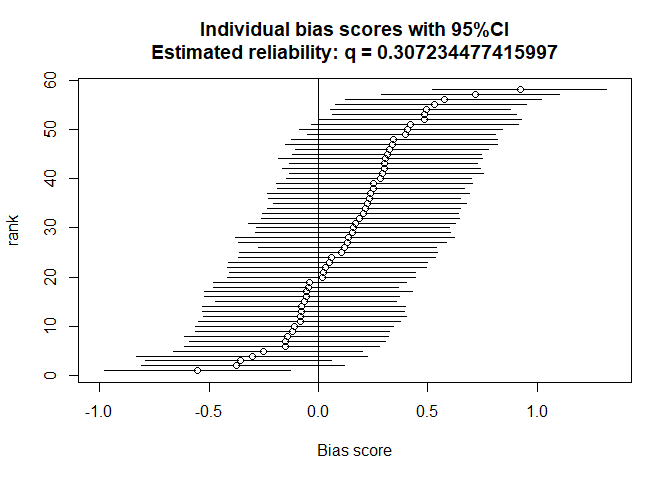 Individual bias scores with 95%CI
Estimated reliability: q = 0.307234477415997
60
50
40
30
20
10
0
rank
-1.0 -0.5 0.0 0.5 1.0
Bias score